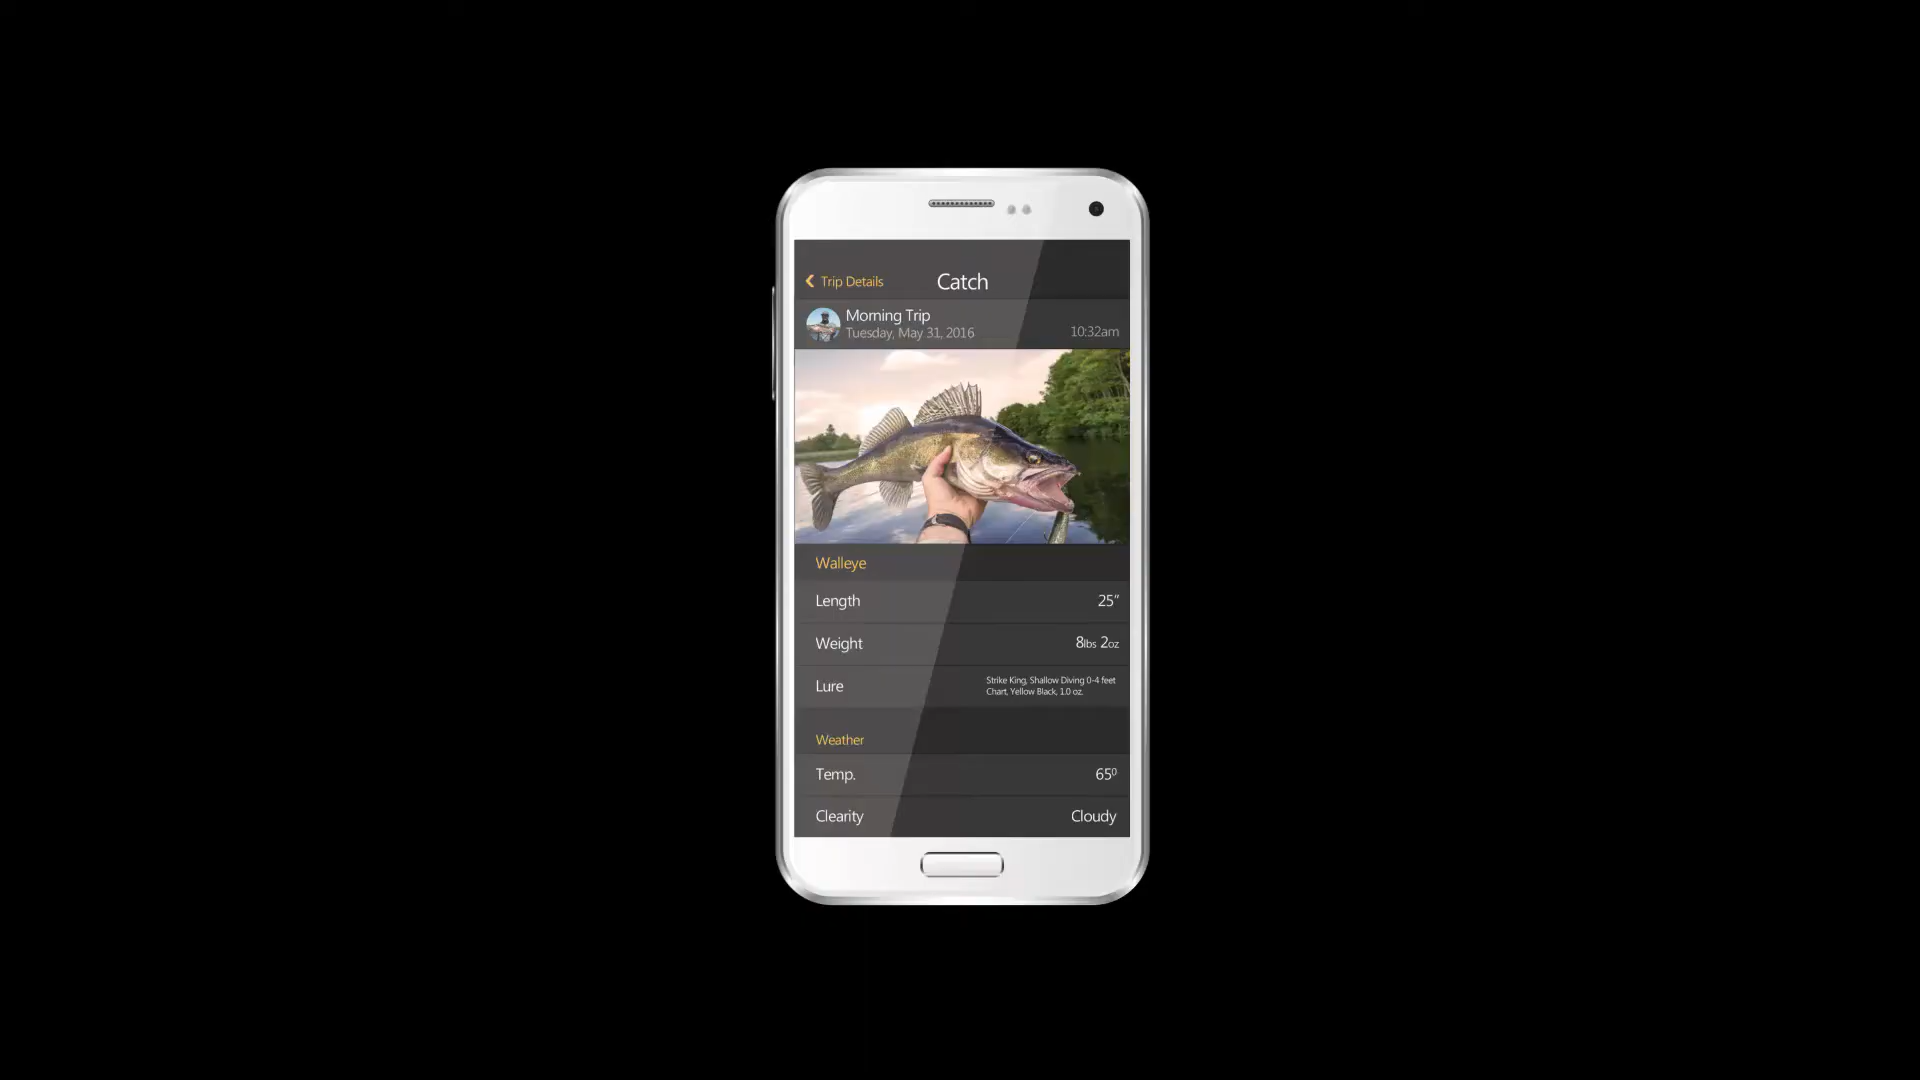 Trip Details
Catch
Morning Trip
Tuesday, May 31, 2016
10:32am
Walleye
Length
25”
Weight
8lbs 2oz
Lure
Strike King, Shallow Diving 0-4 feet
Chart, Yellow Black, 1.0 oz.
Weather
Temp.
65⁰
Clearity
Cloudy